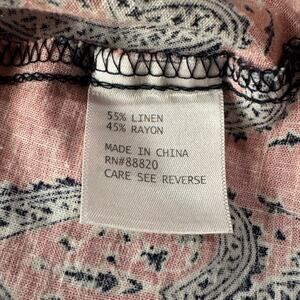 55% LINEN
45% RAYON
MADE IN CHINA
RN#88820
CARE SEE REVERSE